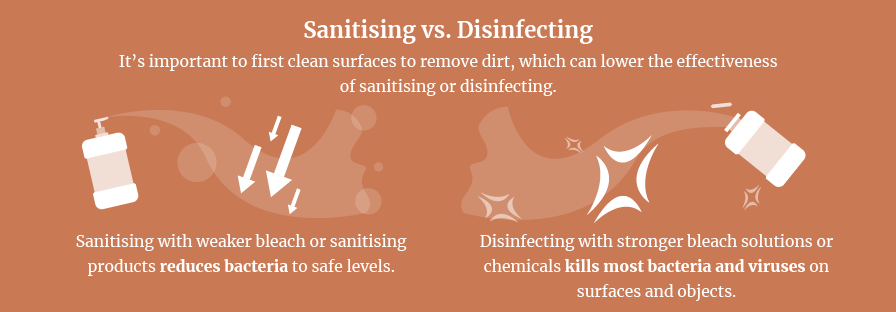 Sanitising vs. Disinfecting
It’s important to first clean surfaces to remove dirt, which can lower the effectiveness
of sanitising or disinfecting.
Sanitising with weaker bleach or sanitising
products reduces bacteria to safe levels.
Disinfecting with stronger bleach solutions or
chemicals kills most bacteria and viruses on
surfaces and objects.